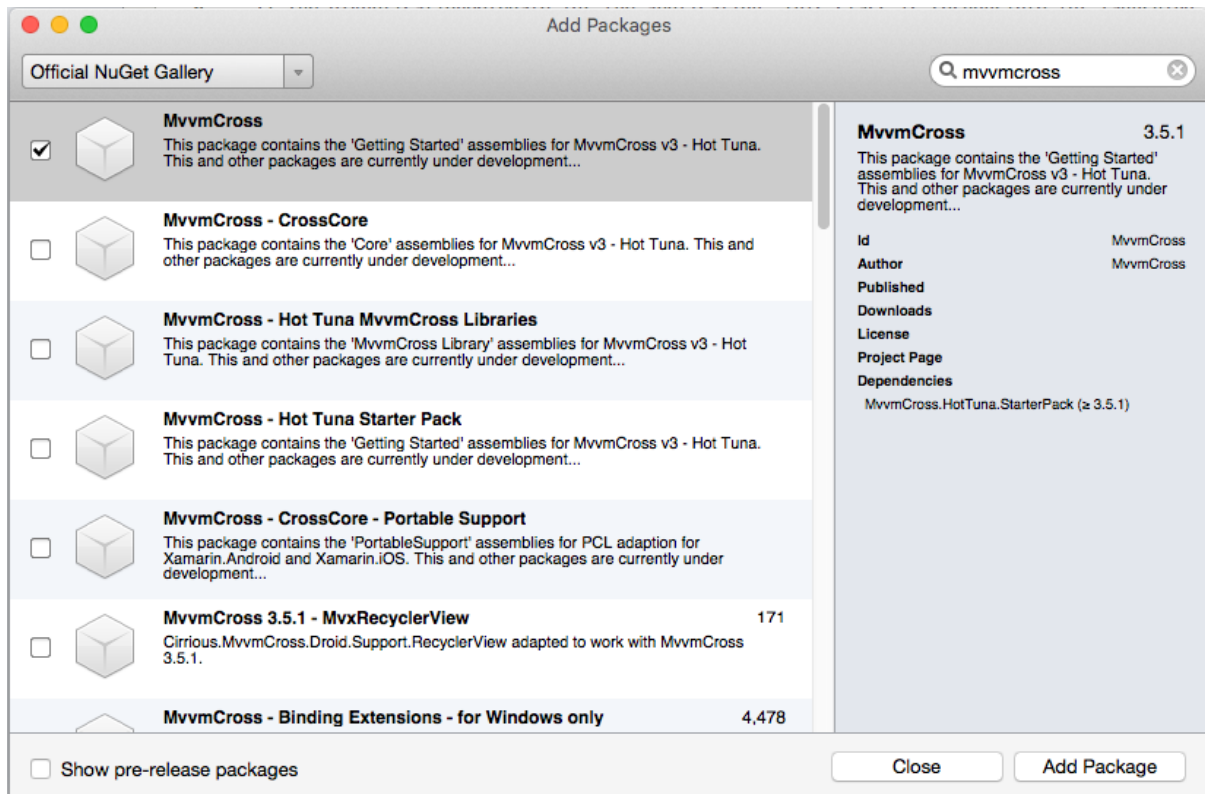 Add Packages
Official NuGet Gallery
mvvmcross
MvvmCross
This package contains the 'Getting Started' assemblies for MvvmCross v3 - Hot Tuna.
This and other packages are currently under development...
MvvmCross - CrossCore
This package contains the 'Core' assemblies for MvvmCross v3 - Hot Tuna. This and
other packages are currently under development...
MvvmCross - Hot Tuna MvvmCross Libraries
This package contains the 'MvvmCross Library' assemblies for MvvmCross v3 - Hot
Tuna. This and other packages are currently under development...
MvvmCross - Hot Tuna Starter Pack
This package contains the 'Getting Started' assemblies for MvvmCross v3 - Hot Tuna.
This and other packages are currently under development...
MvvmCross - CrossCore - Portable Support
This package contains the 'PortableSupport' assemblies for PCL adaption for
Xamarin.Android and Xamarin.iOS. This and other packages are currently under
development...
MvvmCross 3.5.1 - MvxRecyclerView 171
Cirrious.MvvmCross.Droid.Support.RecyclerView adapted to work with MvvmCross
3.5.1.
MvvmCross - Binding Extensions - for Windows only 4,478
MvvmCross 3.5.1
This package contains the 'Getting Started'
assemblies for MvvmCross v3 - Hot Tuna.
This and other packages are currently under
development...
Id MvvmCross
Author MvvmCross
Published
Downloads
License
Project Page
Dependencies
MvvmCross.HotTuna.StarterPack (≥ 3.5.1)
Show pre-release packages
Close
Add Package